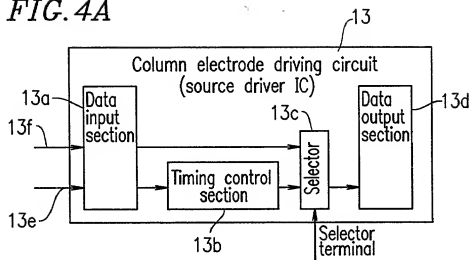 FIG. 4A
13
Column electrode driving circuit
(source driver IC)
13a
13f
13e
Data
input
section
13c
Data
output
section
13d
Timing control
section
13b
Selector
Selector
terminal